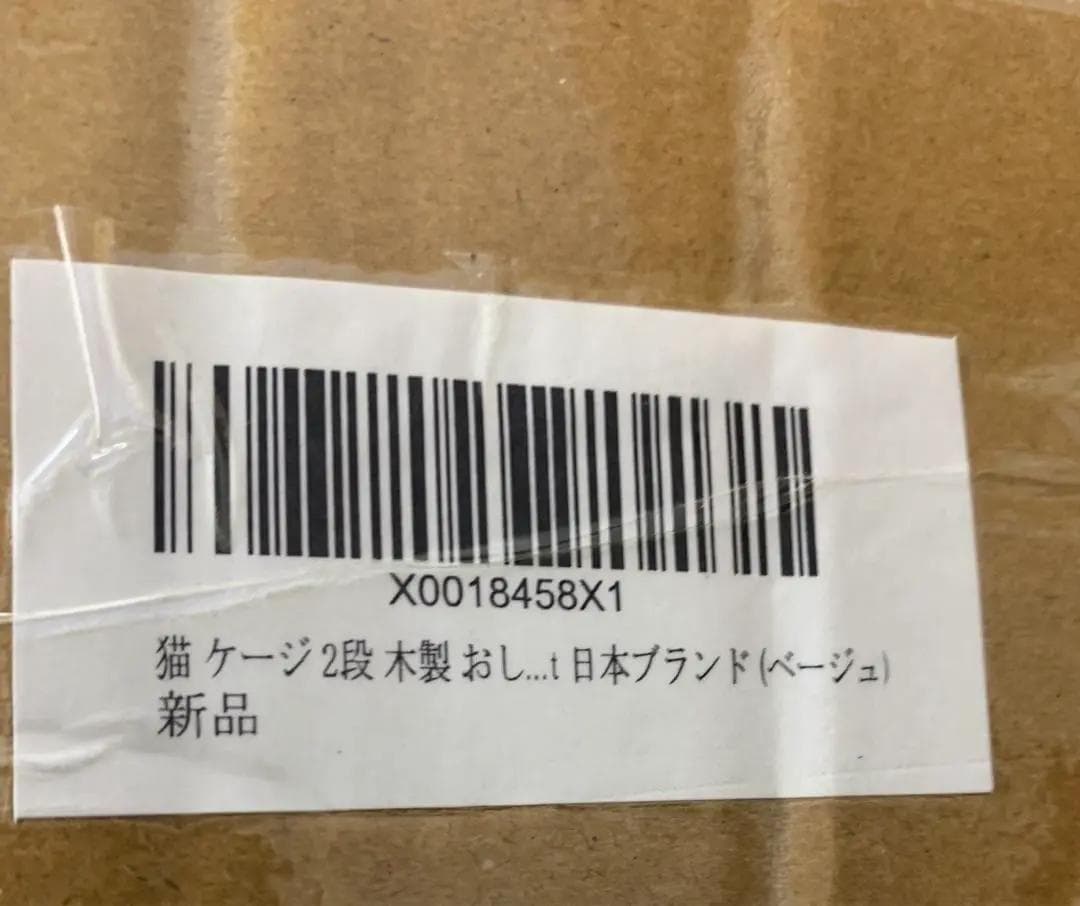 X0018458X1
猫 ケージ 2段 木製 おし...t 日本ブランド (ベージュ)
新品